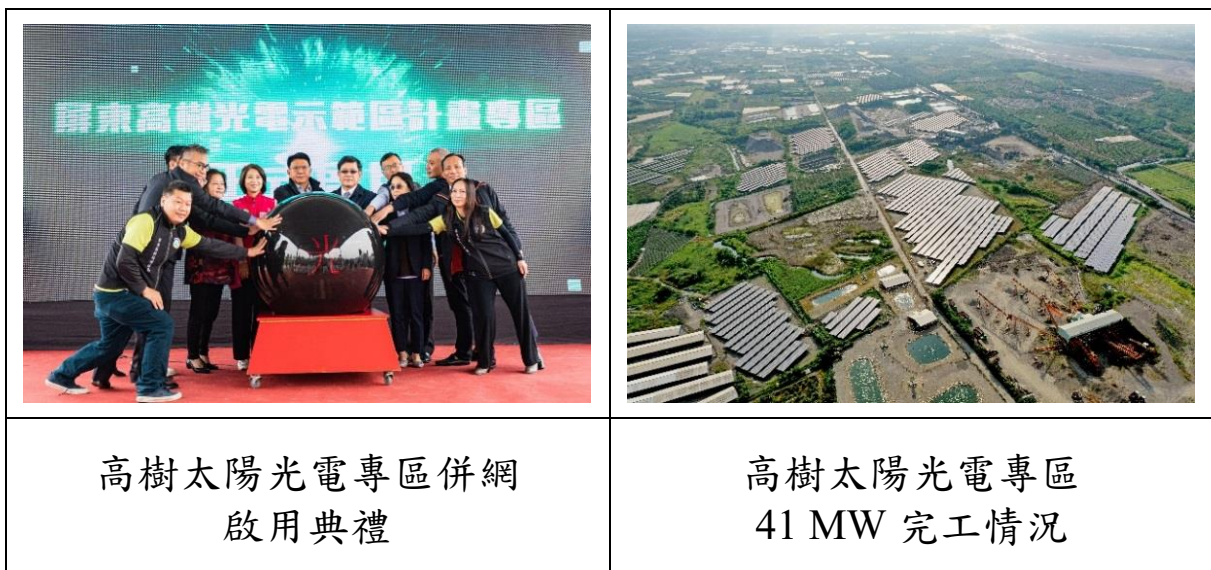 屏東高樹光電示範區計畫專區
光
高樹太陽光電專區併網
啟用典禮
高樹太陽光電專區
41 MW 完工情況